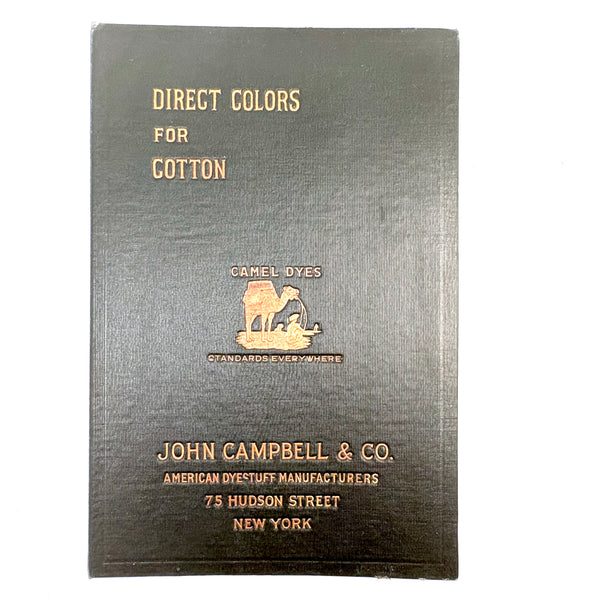 DIRECT COLORS
FOR
COTTON
CAMEL DYES
STANDARDS EVERYWHERE
JOHN CAMPBELL & CO.
AMERICAN DYESTUFF MANUFACTURERS
75 HUDSON STREET
NEW YORK